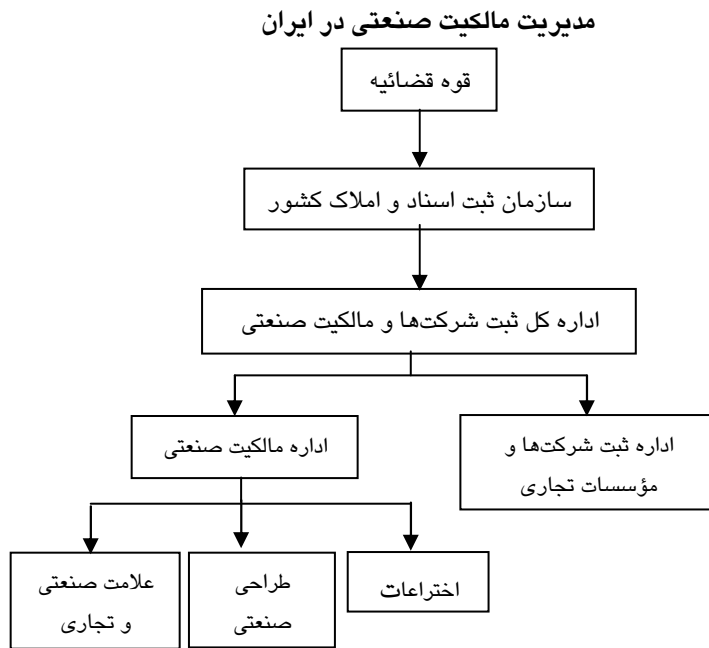 مدیریت مالکیت صنعتی در ایران
قوه قضائیه
سازمان ثبت اسناد و املاک کشور
اداره کل ثبت شرکت‌ها و مالکیت صنعتی
اداره ثبت شرکت‌ها و
مؤسسات تجاری
اداره مالکیت صنعتی
اختراعات
طراحی
صنعتی
علامت صنعتی
و تجاری